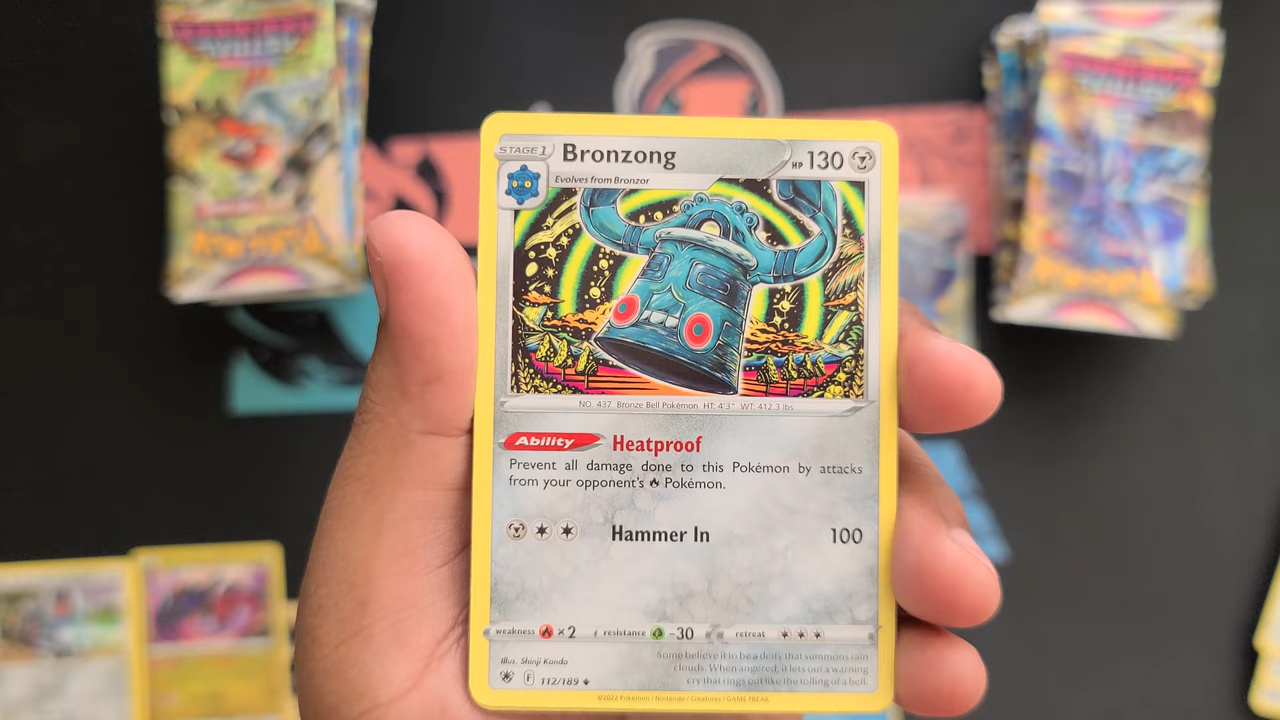 STAGE 1
Bronzong
HP 130
Evolves from Bronzor
NO. 437 Bronze Bell Pokémon HT: 4'3" WT: 412.3 lbs.
Ability Heatproof
Prevent all damage done to this Pokémon by attacks
from your opponent's Pokémon.
Hammer In 100
weakness ×2 resistance -30 retreat
Illus. Shinji Kanda
Some believe it to be a deity that summons rain
clouds. When angered, it lets out a warning
cry that rings out like the tolling of a bell.
F 112/189
©2022 Pokémon / Nintendo / Creatures / GAME FREAK